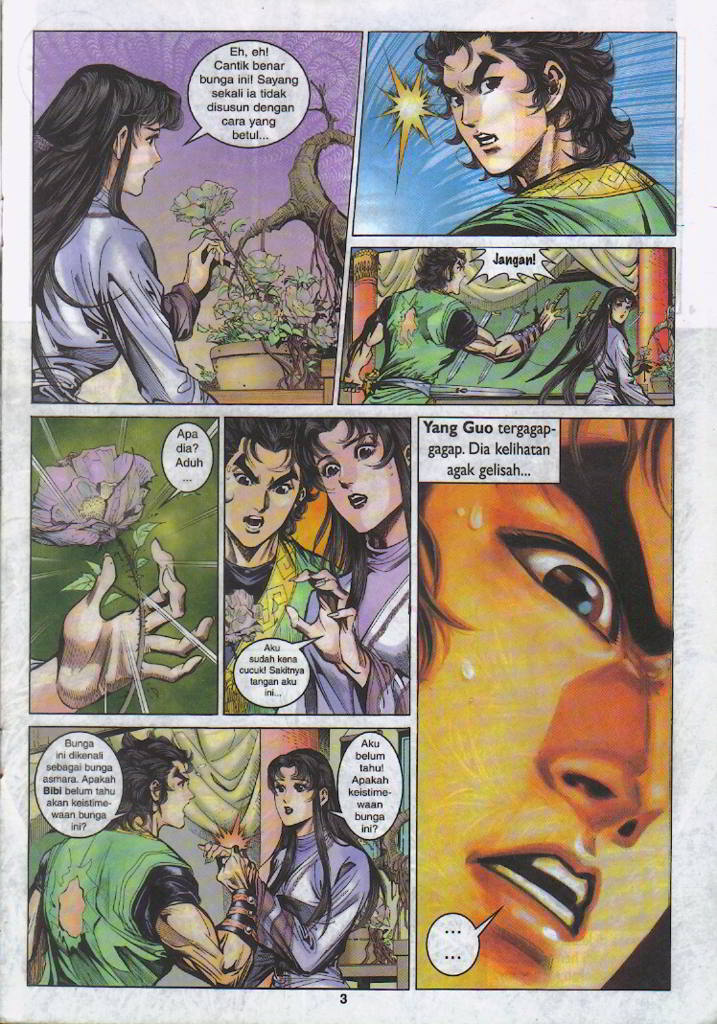 Eh, eh!
Cantik benar
bunga ini! Sayang
sekali ia tidak
disusun dengan
cara yang
betul...
Jangan!
Apa
dia?
Aduh
...
Aku
sudah kena
cucuk! Sakitnya
tangan aku
ini...
Yang Guo tergagap-
gagap. Dia kelihatan
agak gelisah...
Bunga
ini dikenali
sebagai bunga
asmara. Apakah
Bibi belum tahu
akan keistime-
waan bunga
ini?
Aku
belum
tahu!
Apakah
keistime-
waan
bunga
ini?
...
...
3